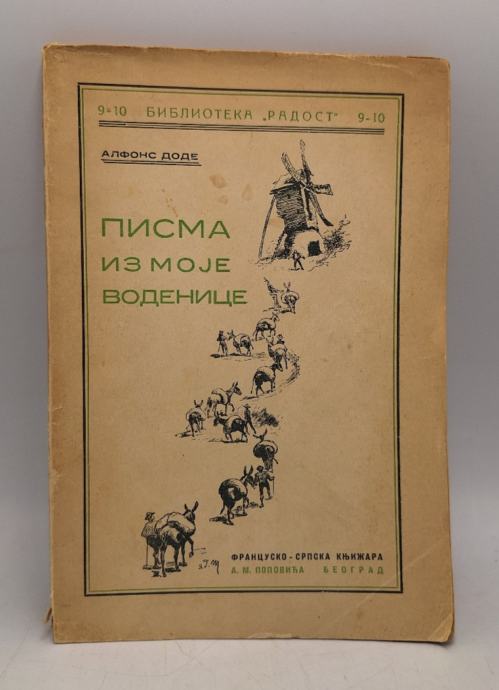 9-10 БИБЛИОТЕКА „РАДОСТ" 9-10
АЛФОНС ДОДЕ
ПИСМА
ИЗ МОЈЕ
ВОДЕНИЦЕ
ФРАНЦУСКО-СРПСКА КЊИЖАРА
А. М. ПОПОВИЋА БЕОГРАД